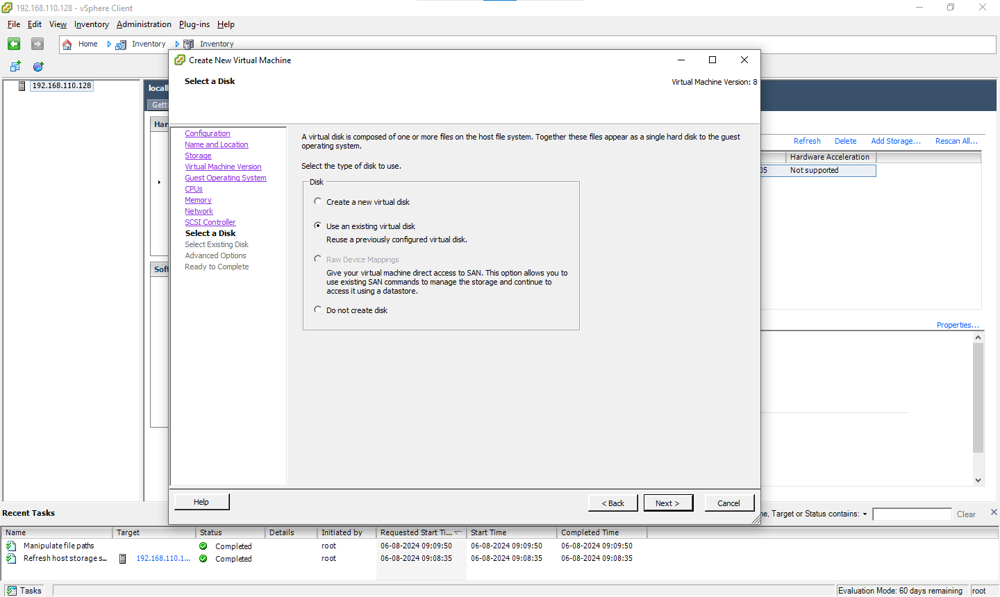 192.168.110.128 - vSphere Client
File Edit View Inventory Administration Plug-ins Help
Home Inventory Inventory
192.168.110.128
Create New Virtual Machine
Select a Disk
Virtual Machine Version: 8
Configuration
Name and Location
Storage
Virtual Machine Version
Guest Operating System
CPUs
Memory
Network
SCSI Controller
Select a Disk
Select Existing Disk
Advanced Options
Ready to Complete
A virtual disk is composed of one or more files on the host file system. Together these files appear as a single hard disk to the guest
operating system.
Select the type of disk to use.
Disk
Create a new virtual disk
Use an existing virtual disk
Reuse a previously configured virtual disk.
Raw Device Mappings
Give your virtual machine direct access to SAN. This option allows you to
use existing SAN commands to manage the storage and continue to
access it using a datastore.
Do not create disk
Help < Back Next > Cancel
Refresh Delete Add Storage... Rescan All...
Hardware Acceleration
05 Not supported
Properties...
Recent Tasks
Target or Status contains: Clear
Name Target Status Details Initiated by Requested Start Ti... Start Time Completed Time
Manipulate file paths Completed root 06-08-2024 09:09:50 06-08-2024 09:09:50 06-08-2024 09:09:50
Refresh host storage s... 192.168.110.1... Completed root 06-08-2024 09:08:35 06-08-2024 09:08:35 06-08-2024 09:08:35
Tasks
Evaluation Mode: 60 days remaining root